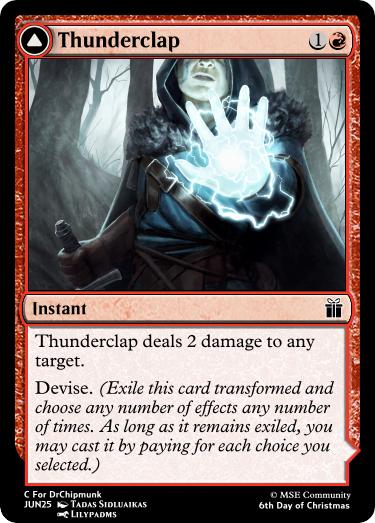 Thunderclap 1
Instant
Thunderclap deals 2 damage to any
target.
Devise. (Exile this card transformed and
choose any number of effects any number
of times. As long as it remains exiled, you
may cast it by paying for each choice you
selected.)
C For DrChipmunk
JUN25 Tadas Sidluaikas
Lilypadms
© MSE Community
6th Day of Christmas